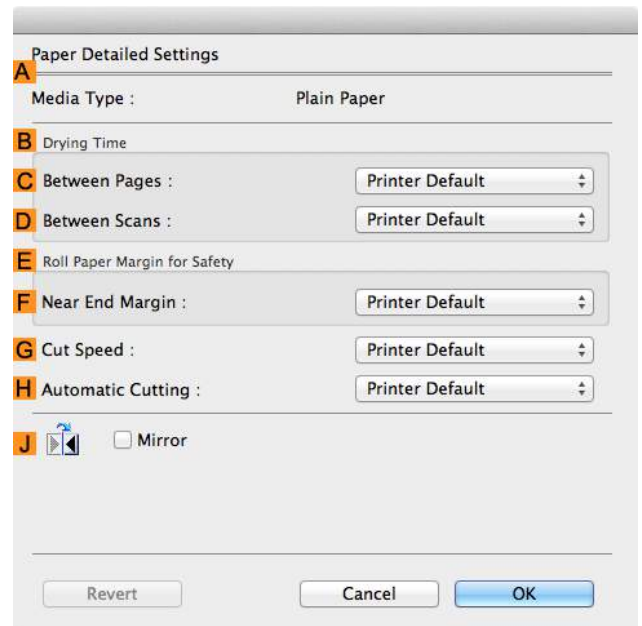 Paper Detailed Settings
A
Media Type : Plain Paper
B Drying Time
C Between Pages : Printer Default
D Between Scans : Printer Default
E Roll Paper Margin for Safety
F Near End Margin : Printer Default
G Cut Speed : Printer Default
H Automatic Cutting : Printer Default
J Mirror
Revert Cancel OK